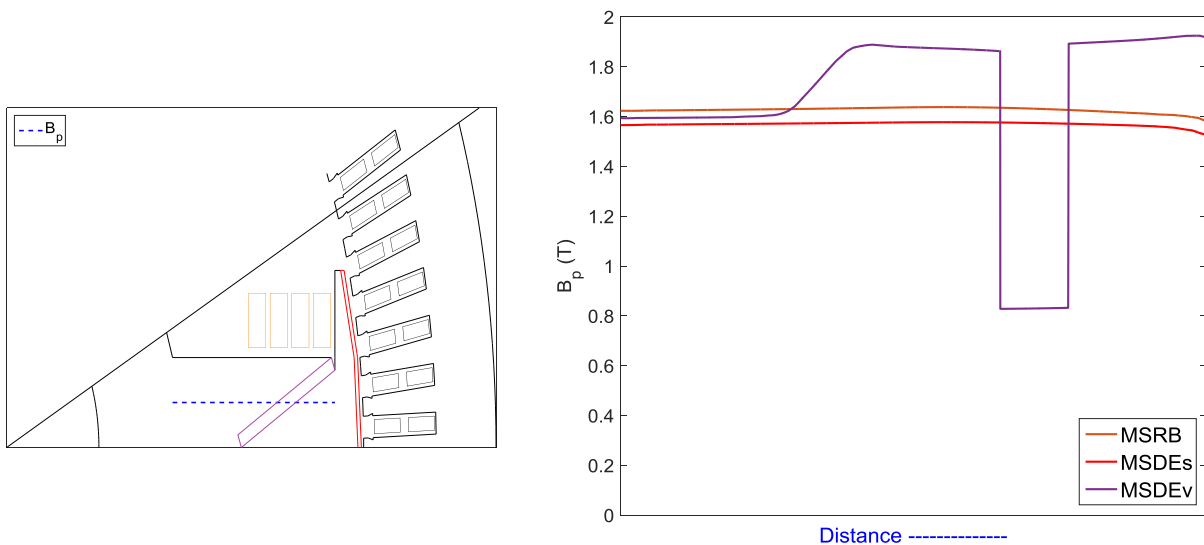 B_p
2
1.8
1.6
1.4
1.2
1
0.8
0.6
0.4
0.2
0
B_p (T)
MSRB
MSDEs
MSDEv
Distance --------------